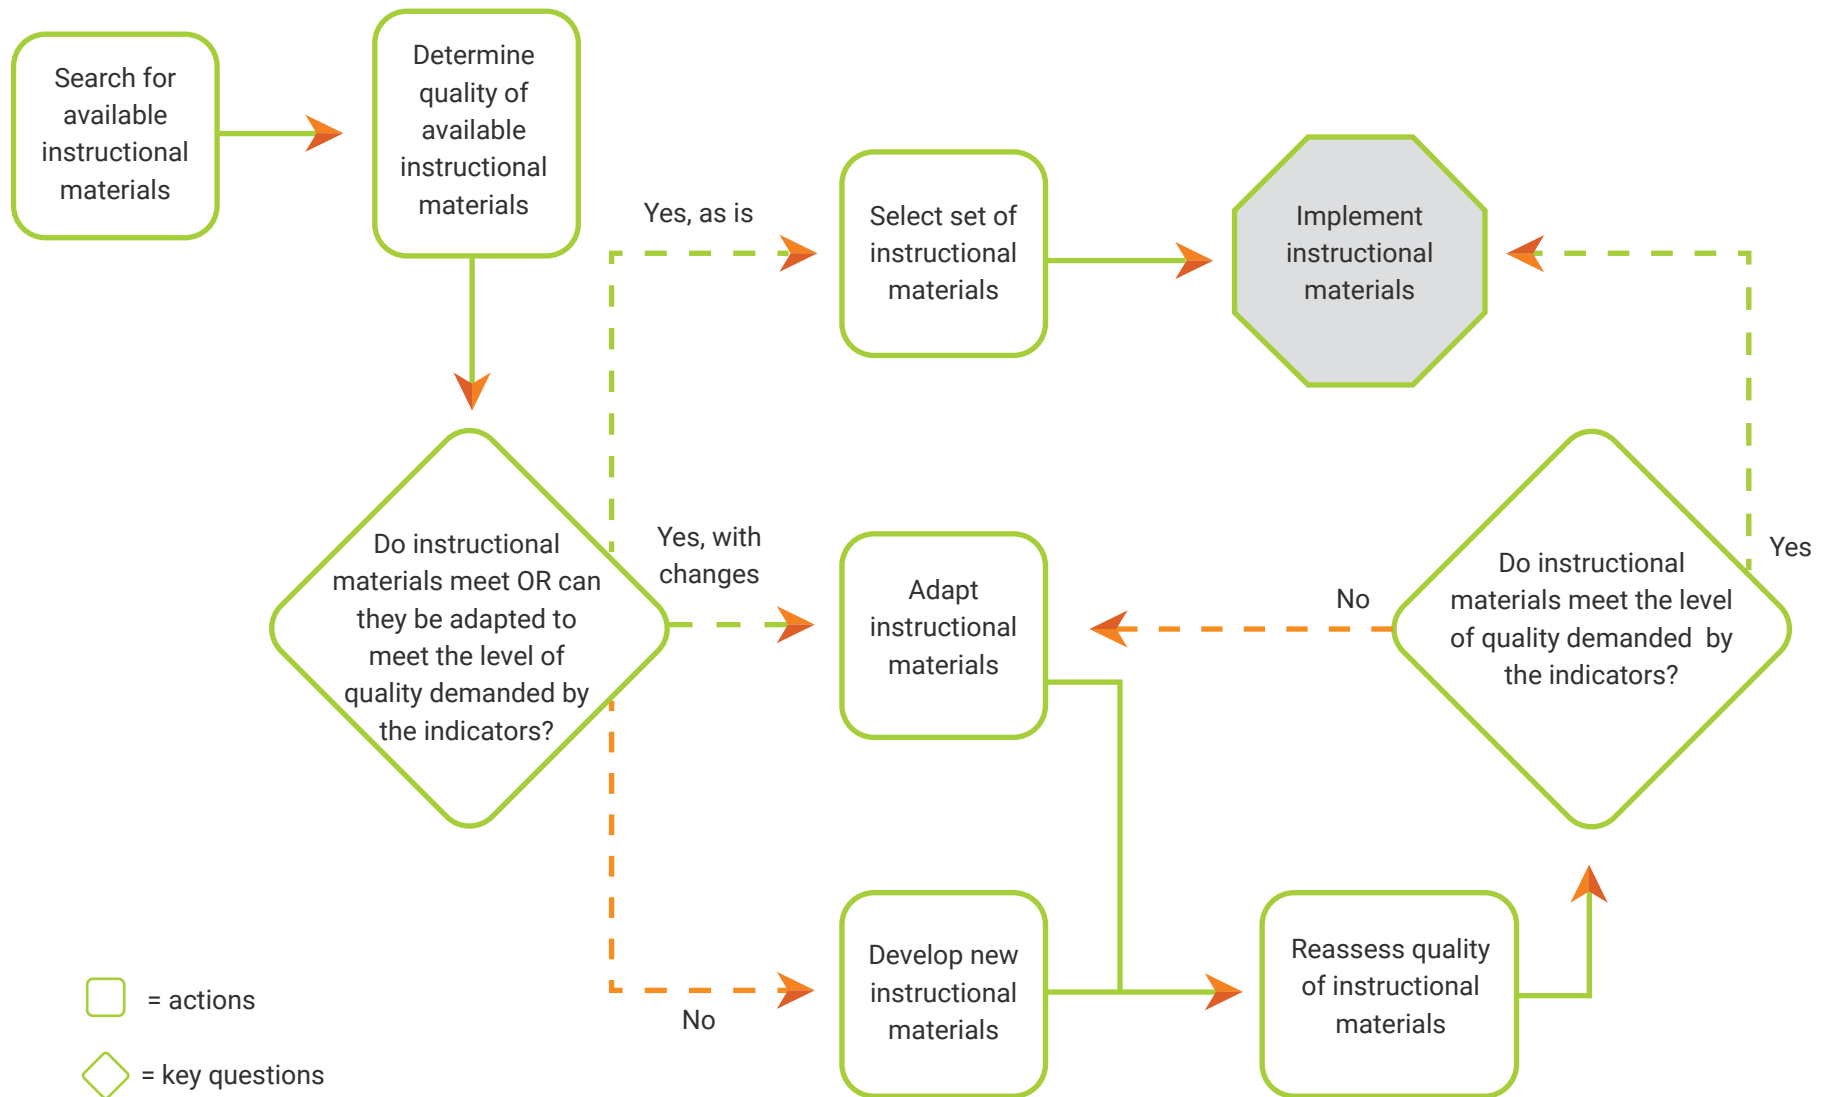 Search for
available
instructional
materials
Determine
quality of
available
instructional
materials
Yes, as is
Select set of
instructional
materials
Implement
instructional
materials
Do instructional
materials meet OR can
they be adapted to
meet the level of
quality demanded by
the indicators?
Yes, with
changes
Adapt
instructional
materials
No
Do instructional
materials meet the level
of quality demanded  by
the indicators?
Yes
No
Develop new
instructional
materials
Reassess quality
of instructional
materials
= actions
= key questions